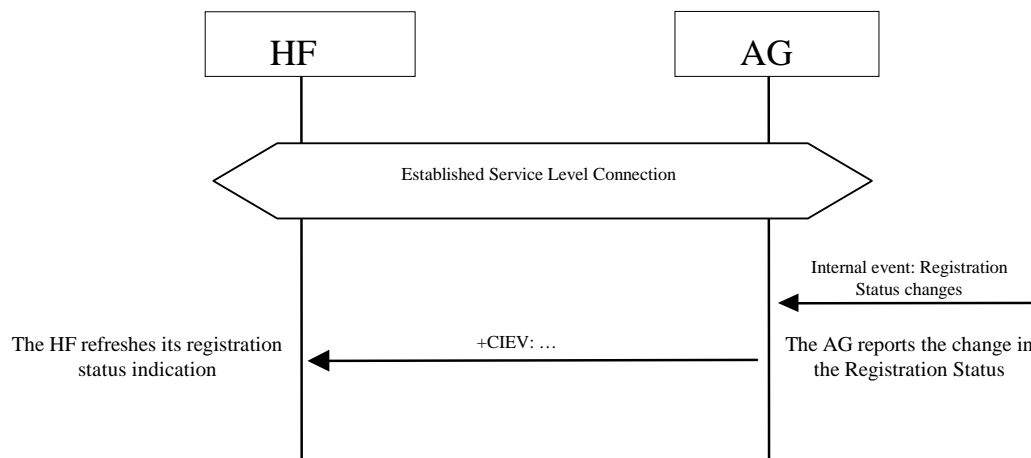 HF
AG
Established Service Level Connection
Internal event: Registration
Status changes
The HF refreshes its registration
status indication
+CIEV: …
The AG reports the change in
the Registration Status